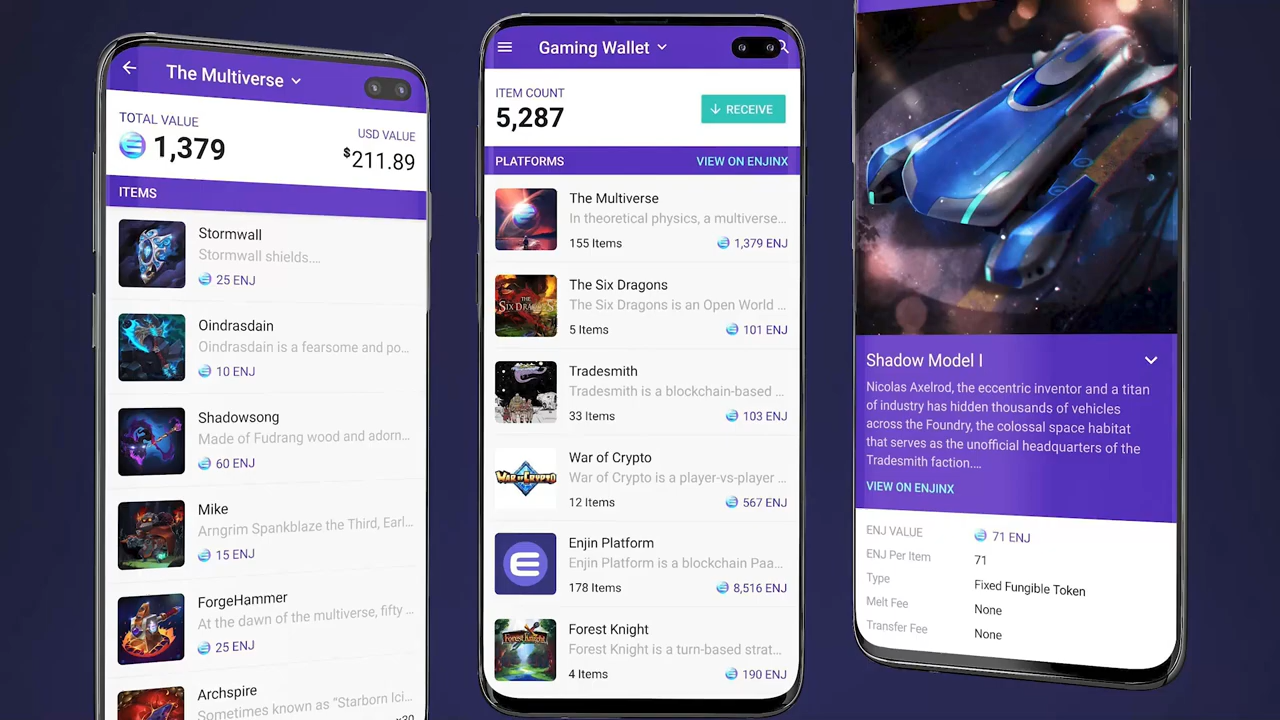 The Multiverse
TOTAL VALUE
1,379
USD VALUE
$211.89
ITEMS
Stormwall
Stormwall shields....
25 ENJ
Oindrasdain
Oindrasdain is a fearsome and po...
10 ENJ
Shadowsong
Made of Fudrang wood and adorn...
60 ENJ
Mike
Arngrim Spankblaze the Third, Earl...
15 ENJ
ForgeHammer
At the dawn of the multiverse, fifty ...
25 ENJ
Archspire
Sometimes known as "Starborn Ici...
Gaming Wallet
ITEM COUNT
5,287
RECEIVE
PLATFORMS
VIEW ON ENJINX
The Multiverse
In theoretical physics, a multiverse...
155 Items
1,379 ENJ
The Six Dragons
The Six Dragons is an Open World ...
5 Items
101 ENJ
THE
SIX DRAGONS
Tradesmith
Tradesmith is a blockchain-based ...
33 Items
103 ENJ
War of Crypto
War of Crypto is a player-vs-player ...
12 Items
567 ENJ
WAR OF CRYPTO
Enjin Platform
Enjin Platform is a blockchain Paa...
178 Items
8,516 ENJ
Forest Knight
Forest Knight is a turn-based strat...
4 Items
190 ENJ
Forest Knight
Shadow Model I
Nicolas Axelrod, the eccentric inventor and a titan
of industry has hidden thousands of vehicles
across the Foundry, the colossal space habitat
that serves as the unofficial headquarters of the
Tradesmith faction....
VIEW ON ENJINX
ENJ VALUE
71 ENJ
ENJ Per Item
71
Type
Fixed Fungible Token
Melt Fee
None
Transfer Fee
None